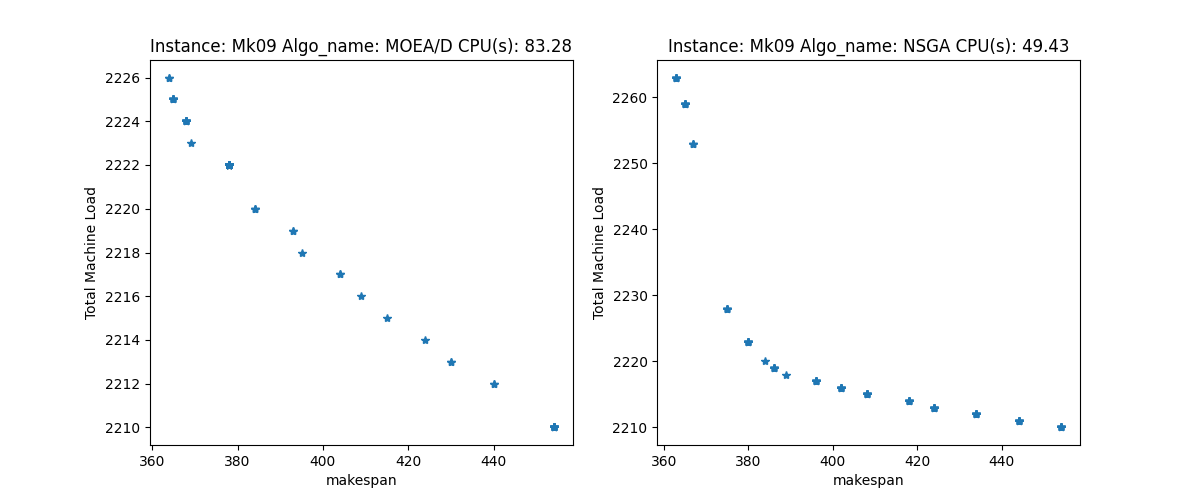 Instance: Mk09 Algo_name: MOEA/D CPU(s): 83.28
2226
2224
2222
2220
2218
2216
2214
2212
2210
Total Machine Load
360 380 400 420 440
makespan
Instance: Mk09 Algo_name: NSGA CPU(s): 49.43
2260
2250
2240
2230
2220
2210
Total Machine Load
360 380 400 420 440
makespan